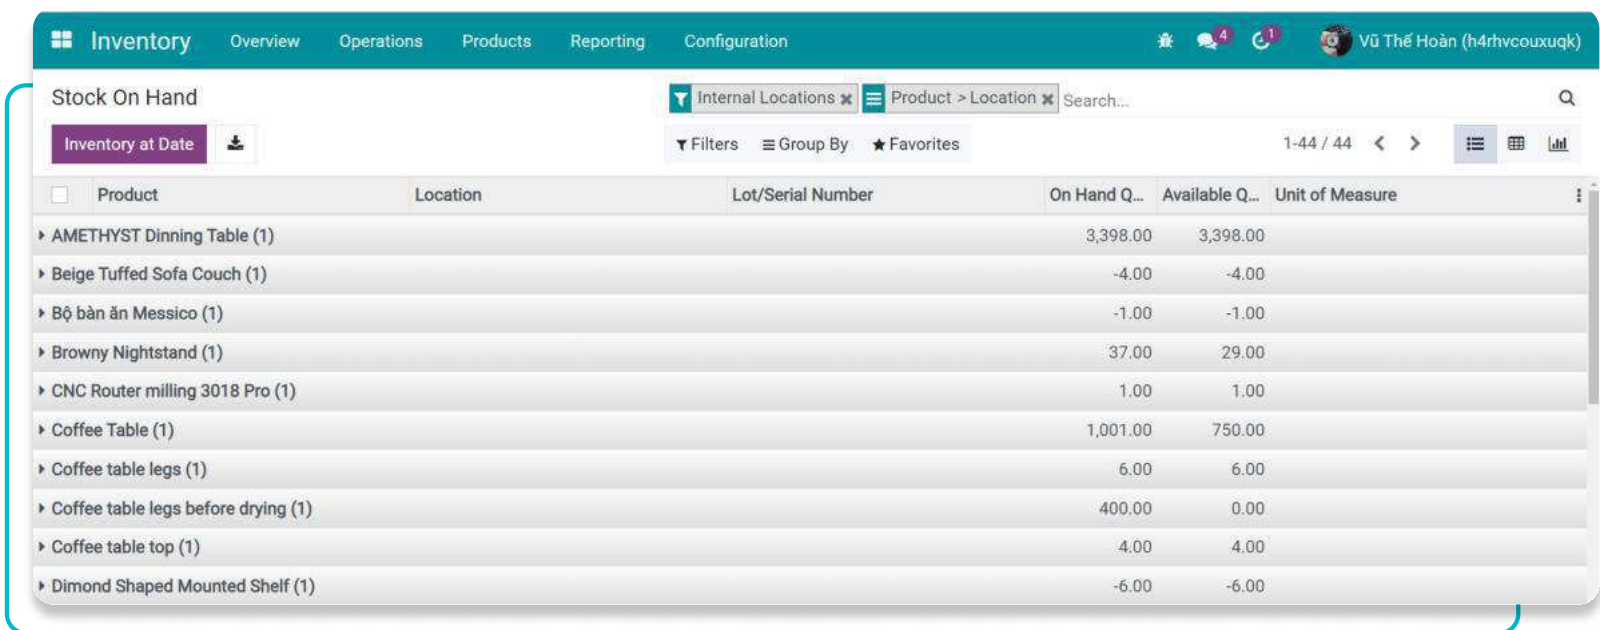 Inventory Overview Operations Products Reporting Configuration 4 1 Vũ Thế Hoàn (h4rhvcouxuqk)
Stock On Hand Internal Locations Product > Location Search...
Inventory at Date Filters Group By Favorites 1-44 / 44
Product Location Lot/Serial Number On Hand Q... Available Q... Unit of Measure
AMETHYST Dinning Table (1) 3,398.00 3,398.00
Beige Tuffed Sofa Couch (1) -4.00 -4.00
Bộ bàn ăn Messico (1) -1.00 -1.00
Browny Nightstand (1) 37.00 29.00
CNC Router milling 3018 Pro (1) 1.00 1.00
Coffee Table (1) 1,001.00 750.00
Coffee table legs (1) 6.00 6.00
Coffee table legs before drying (1) 400.00 0.00
Coffee table top (1) 4.00 4.00
Dimond Shaped Mounted Shelf (1) -6.00 -6.00